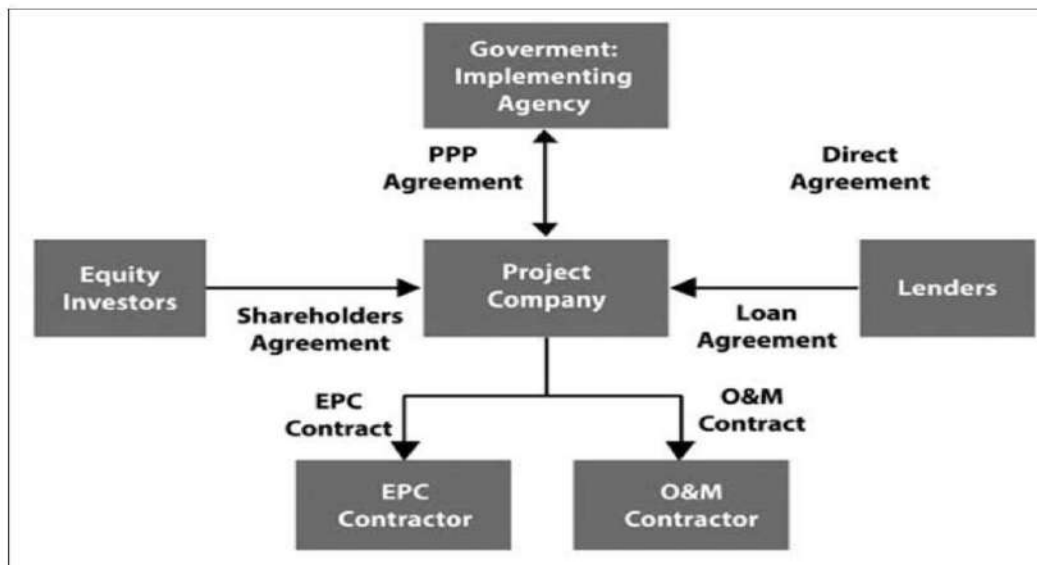 Goverment:
Implementing
Agency
PPP
Agreement
Direct
Agreement
Equity
Investors
Project
Company
Lenders
Shareholders
Agreement
Loan
Agreement
EPC
Contract
O&M
Contract
EPC
Contractor
O&M
Contractor